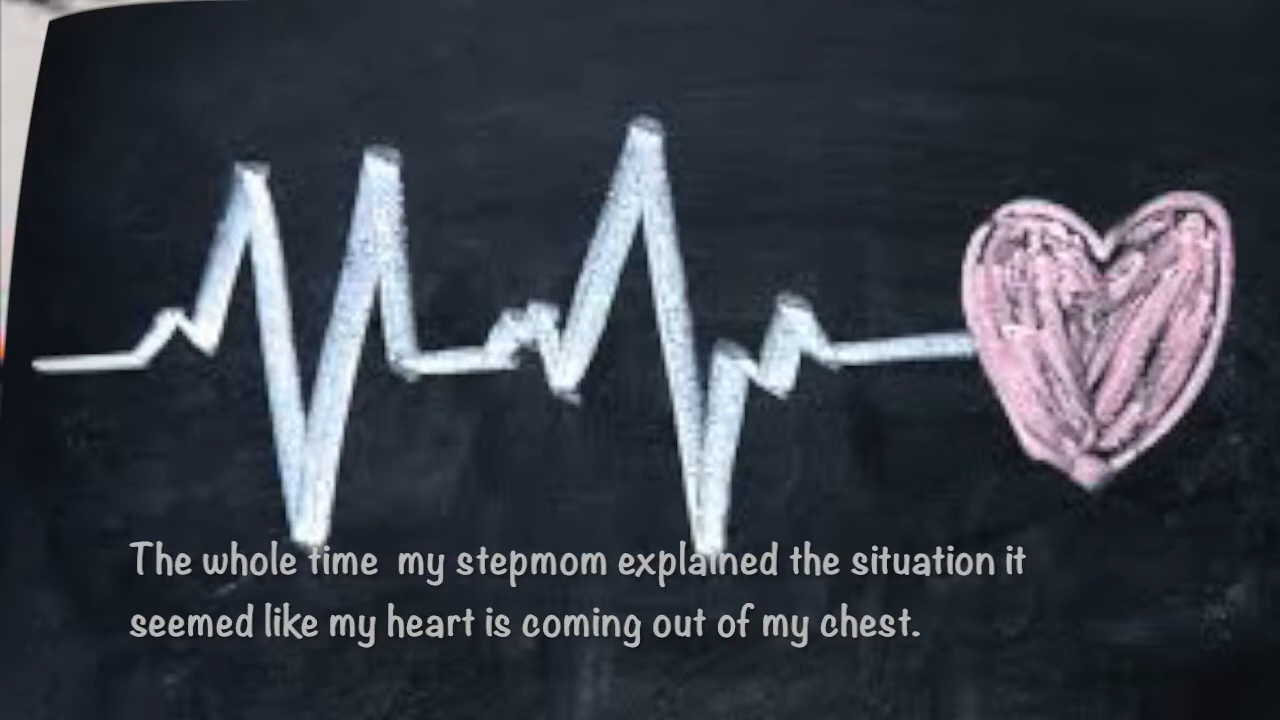 The whole time  my stepmom explained the situation it
seemed like my heart is coming out of my chest.